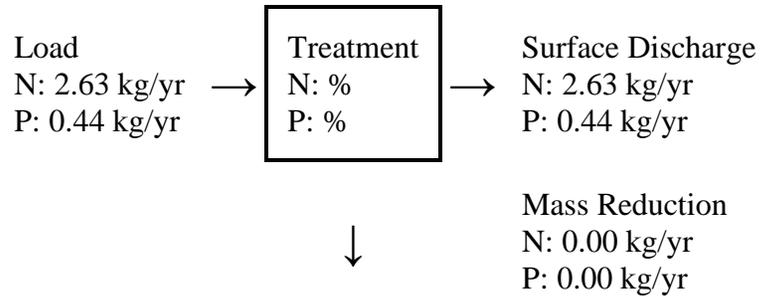 Load
N: 2.63 kg/yr
P: 0.44 kg/yr
Treatment
N: %
P: %
Surface Discharge
N: 2.63 kg/yr
P: 0.44 kg/yr
Mass Reduction
N: 0.00 kg/yr
P: 0.00 kg/yr